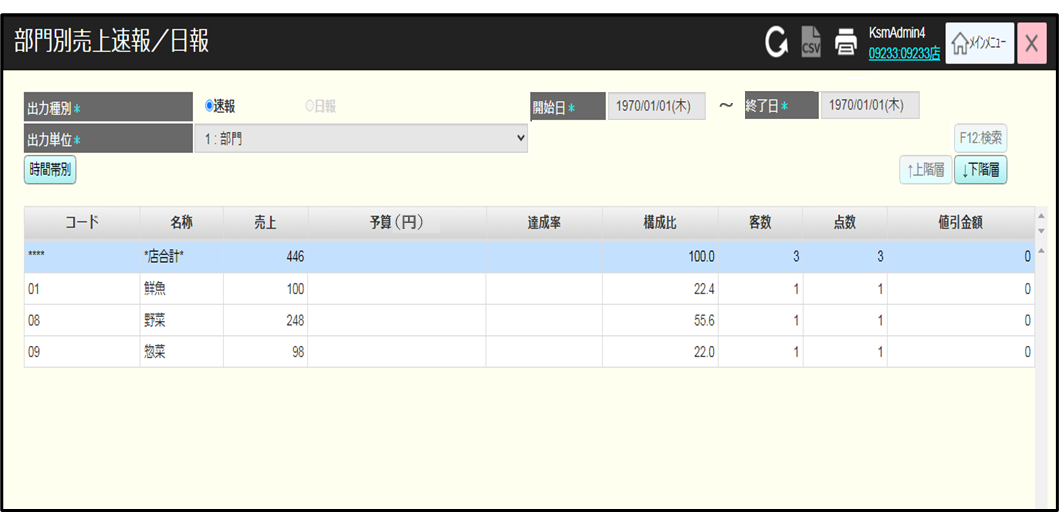 部門別売上速報／日報
CSV
KsmAdmin4
09233:09233店
メインメニュー
X
出力種別*
速報
日報
開始日*
1970/01/01(木)
～
終了日*
1970/01/01(木)
出力単位*
1 : 部門
F12:検索
時間帯別
↑上階層
↓下階層
コード 名称 売上 予算(円) 達成率 構成比 客数 点数 値引金額
**** *店合計* 446 100.0 3 3 0
01 鮮魚 100 22.4 1 1 0
08 野菜 248 55.6 1 1 0
09 惣菜 98 22.0 1 1 0